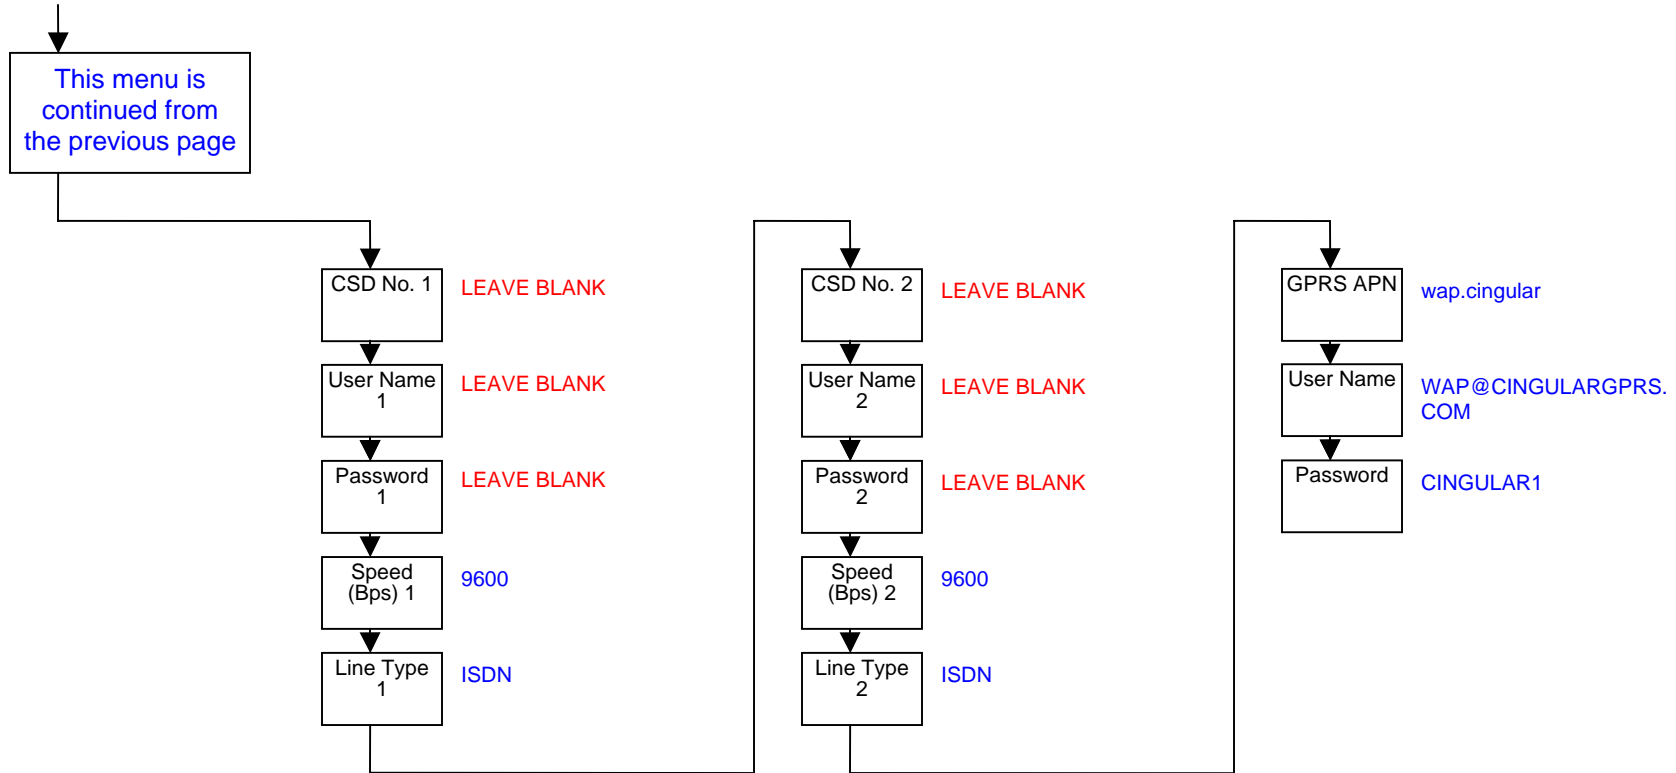 This menu is
continued from
the previous page
CSD No. 1
LEAVE BLANK
User Name
1
LEAVE BLANK
Password
1
LEAVE BLANK
Speed
(Bps) 1
9600
Line Type
1
ISDN
CSD No. 2
LEAVE BLANK
User Name
2
LEAVE BLANK
Password
2
LEAVE BLANK
Speed
(Bps) 2
9600
Line Type
2
ISDN
GPRS APN
wap.cingular
User Name
WAP@CINGULARGPRS.
COM
Password
CINGULAR1